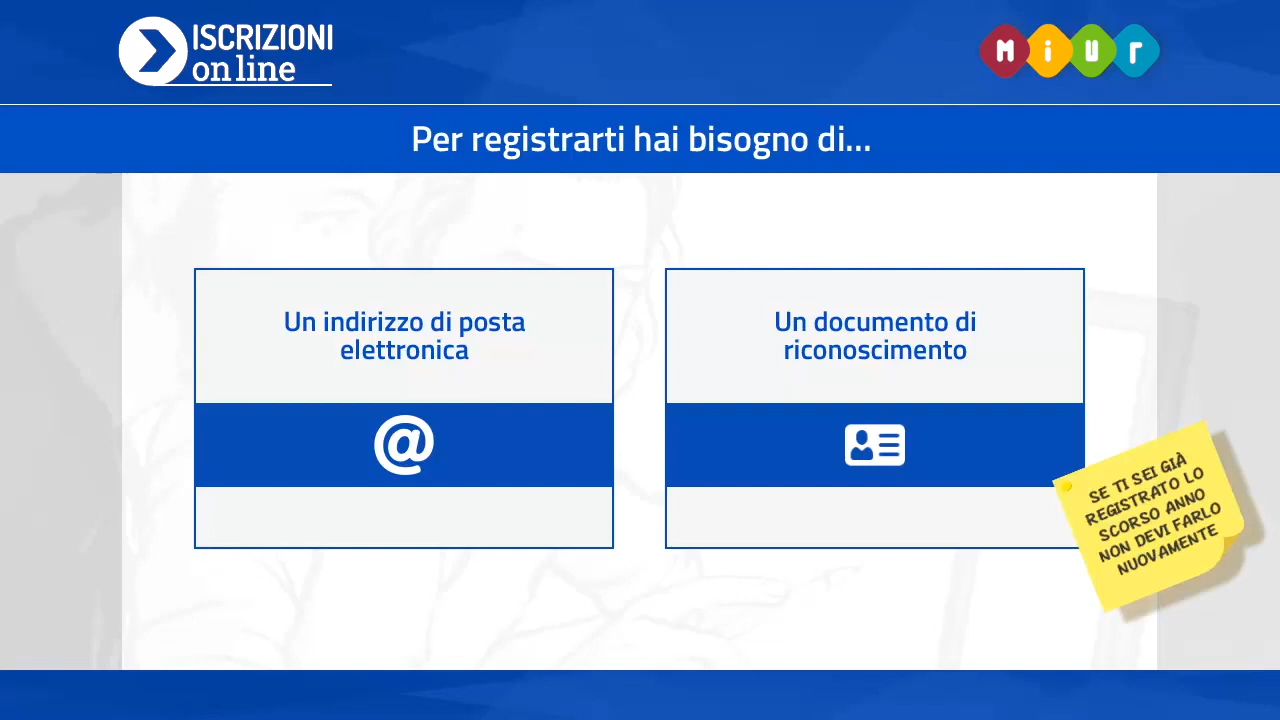 ISCRIZIONI
on line
Miur
Per registrarti hai bisogno di...
Un indirizzo di posta
elettronica
@
Un documento di
riconoscimento
SE TI SEI GIÀ
REGISTRATO LO
SCORSO ANNO
NON DEVI FARLO
NUOVAMENTE